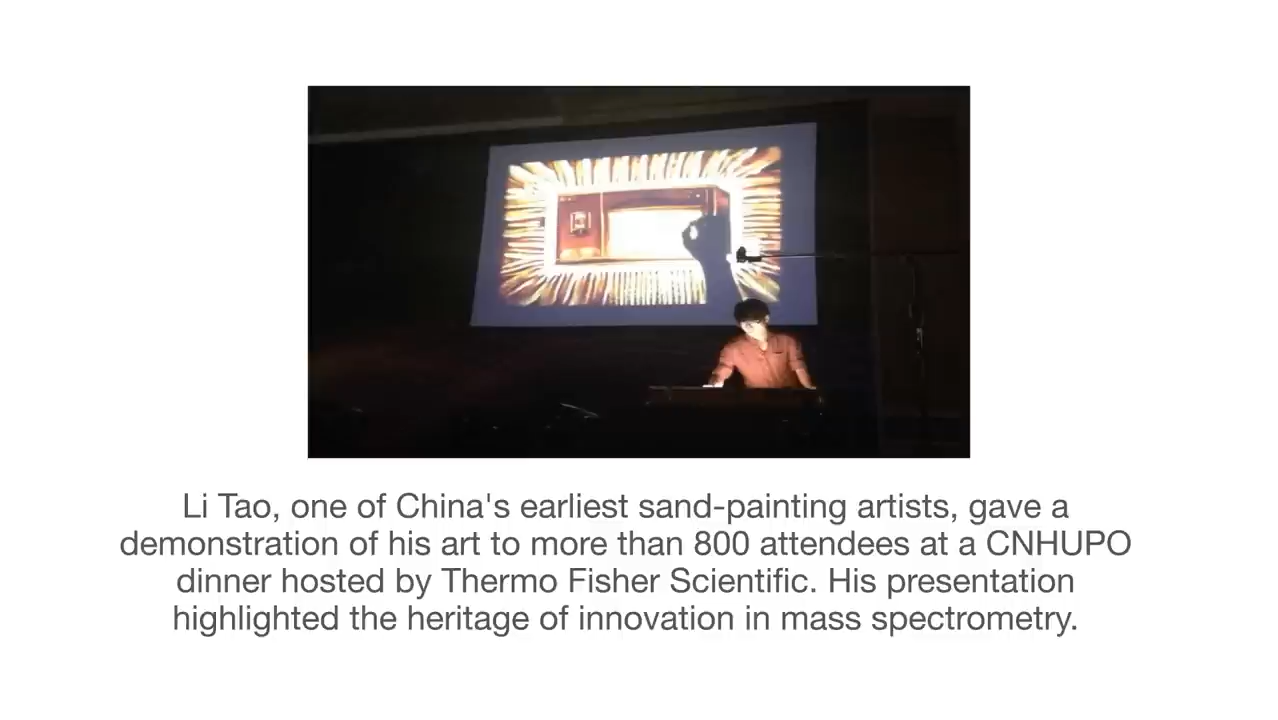 Li Tao, one of China's earliest sand-painting artists, gave a
demonstration of his art to more than 800 attendees at a CNHUPO
dinner hosted by Thermo Fisher Scientific. His presentation
highlighted the heritage of innovation in mass spectrometry.